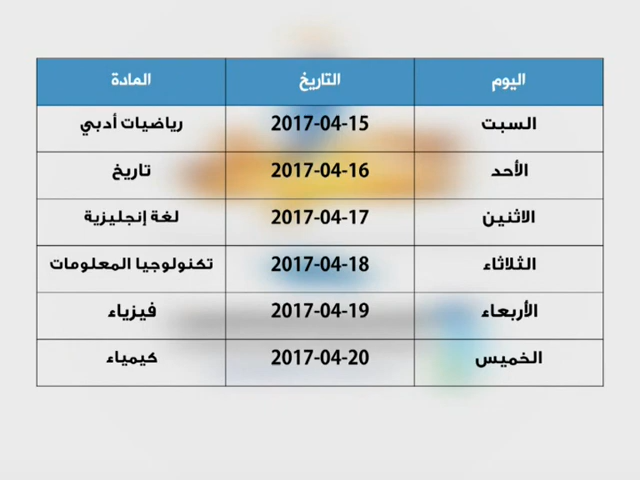 اليوم التاريخ المادة
السبت 2017-04-15 رياضيات أدبي
الأحد 2017-04-16 تاريخ
الاثنين 2017-04-17 لغة إنجليزية
الثلاثاء 2017-04-18 تكنولوجيا المعلومات
الأربعاء 2017-04-19 فيزياء
الخميس 2017-04-20 كيمياء